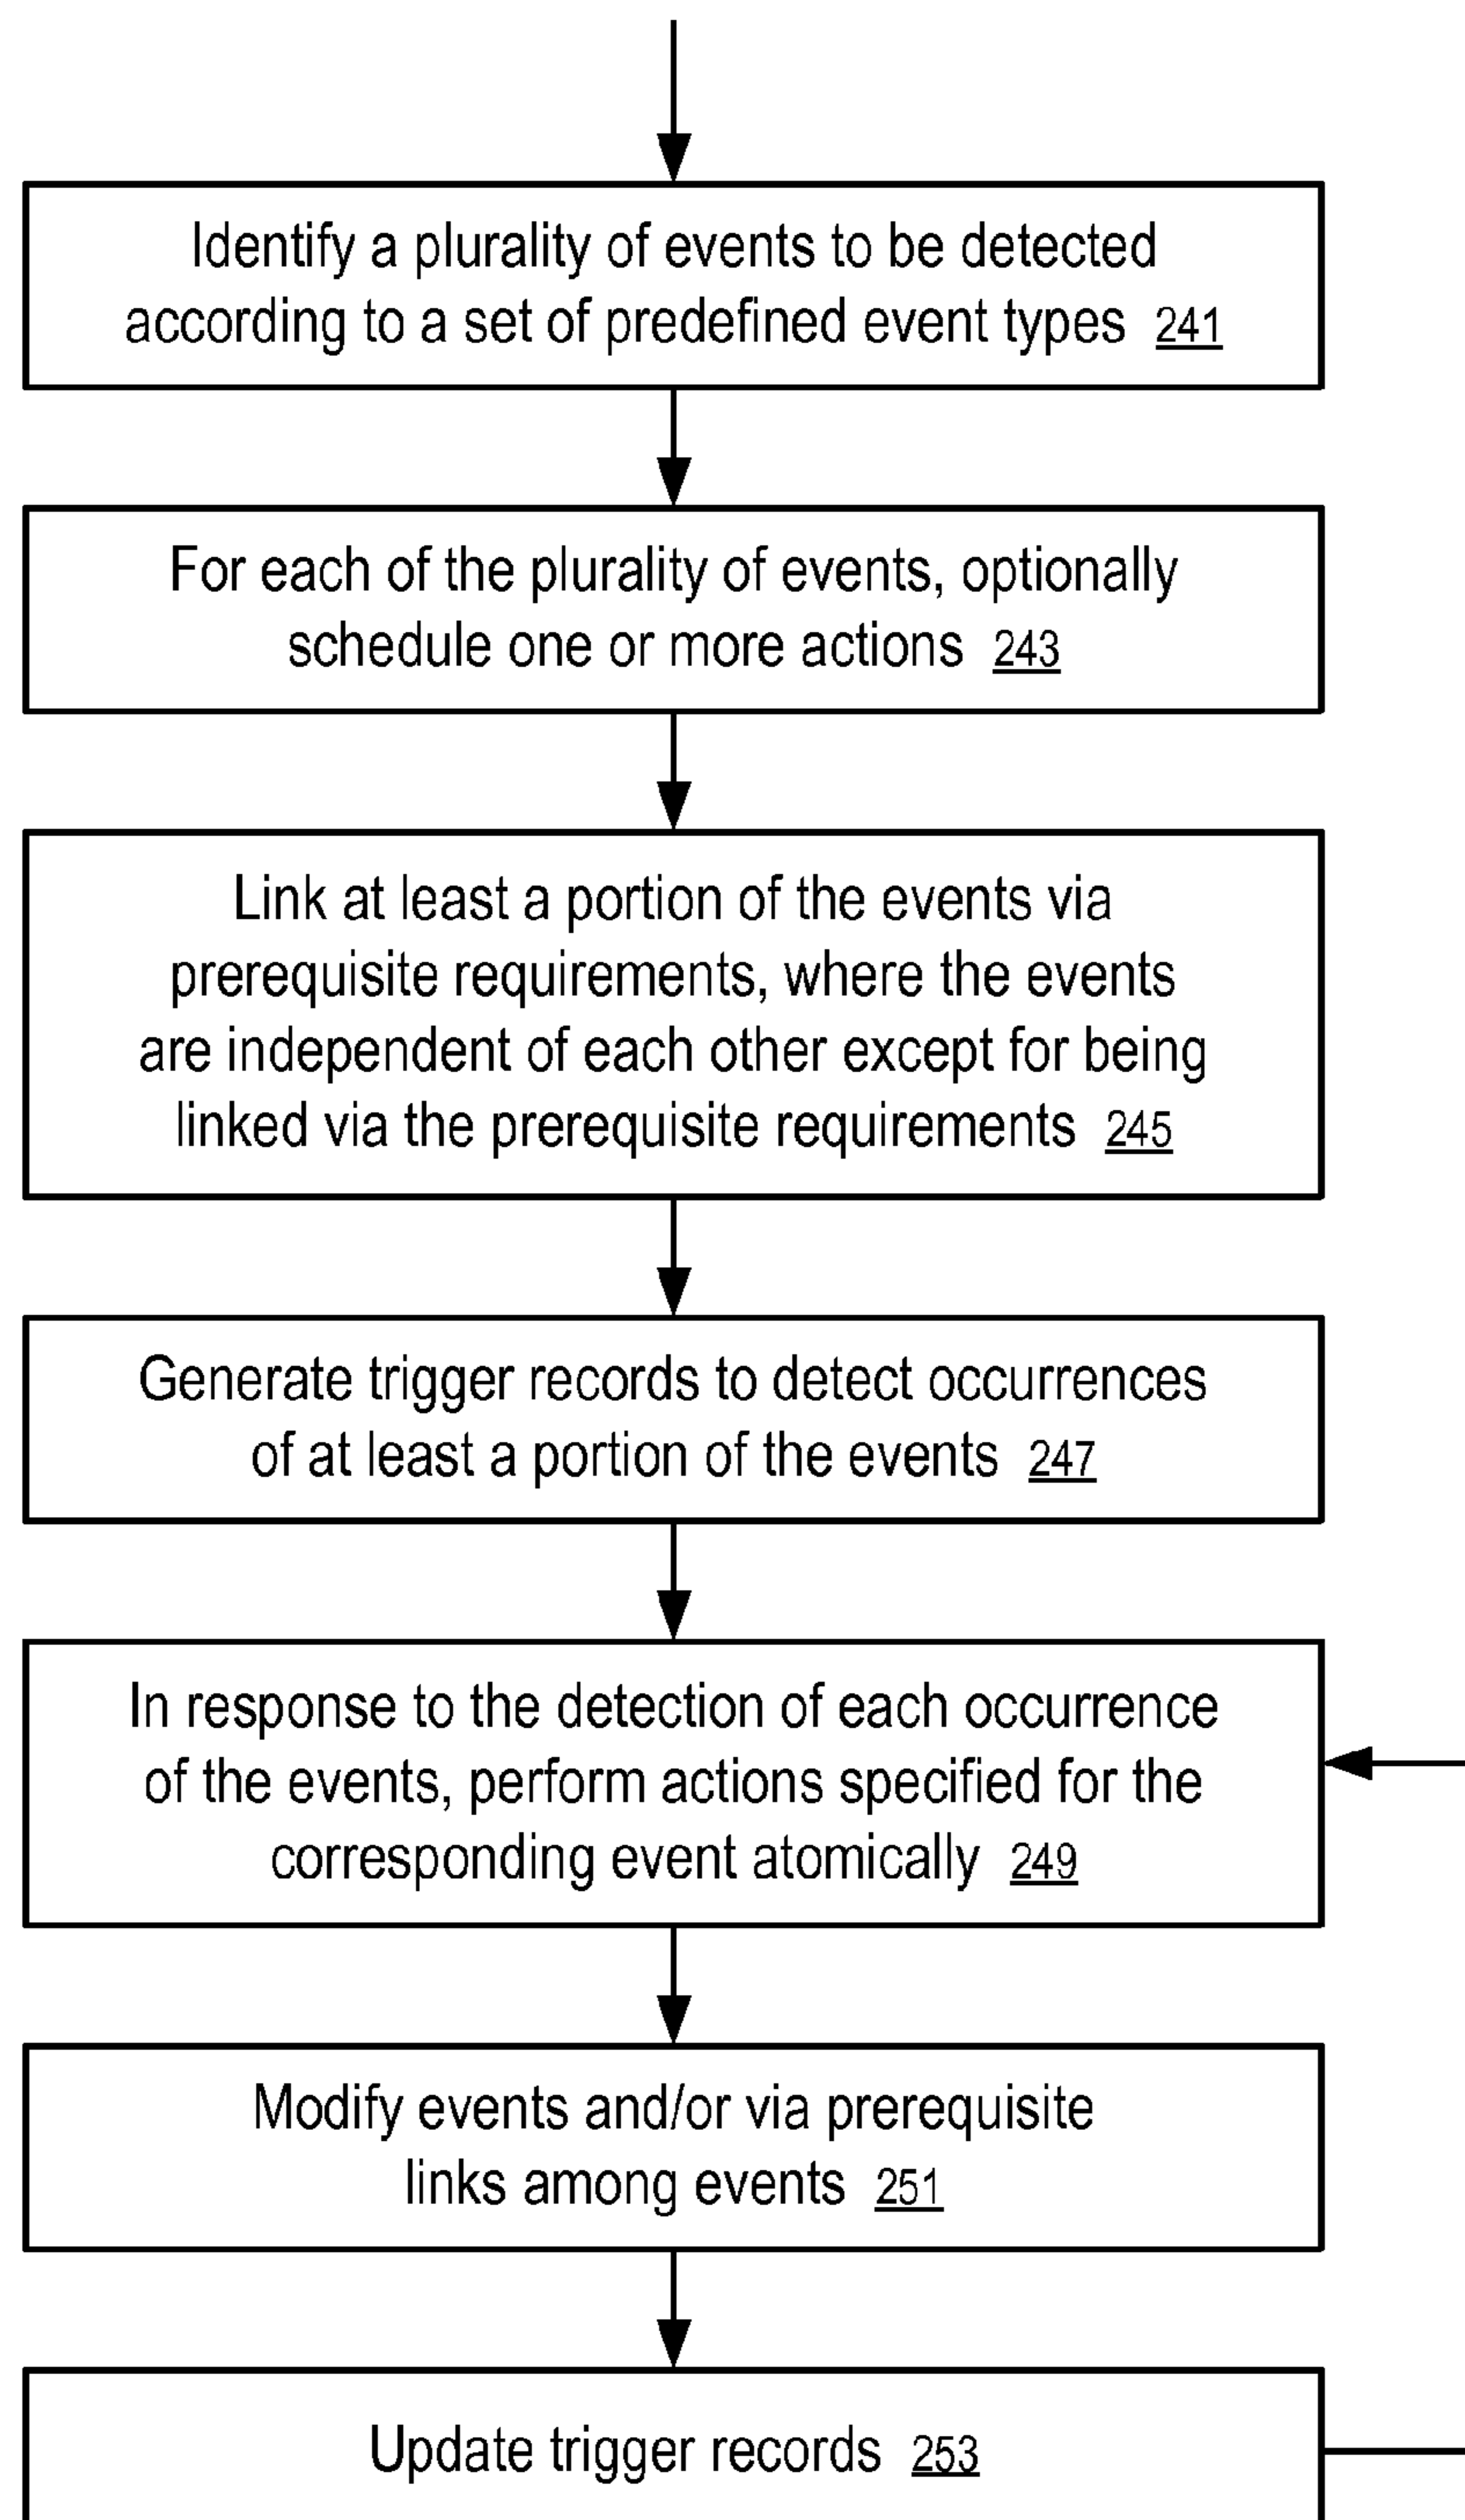 Identify a plurality of events to be detected
according to a set of predefined event types 241
For each of the plurality of events, optionally
schedule one or more actions 243
Link at least a portion of the events via
prerequisite requirements, where the events
are independent of each other except for being
linked via the prerequisite requirements 245
Generate trigger records to detect occurrences
of at least a portion of the events 247
In response to the detection of each occurrence
of the events, perform actions specified for the
corresponding event atomically 249
Modify events and/or via prerequisite
links among events 251
Update trigger records 253